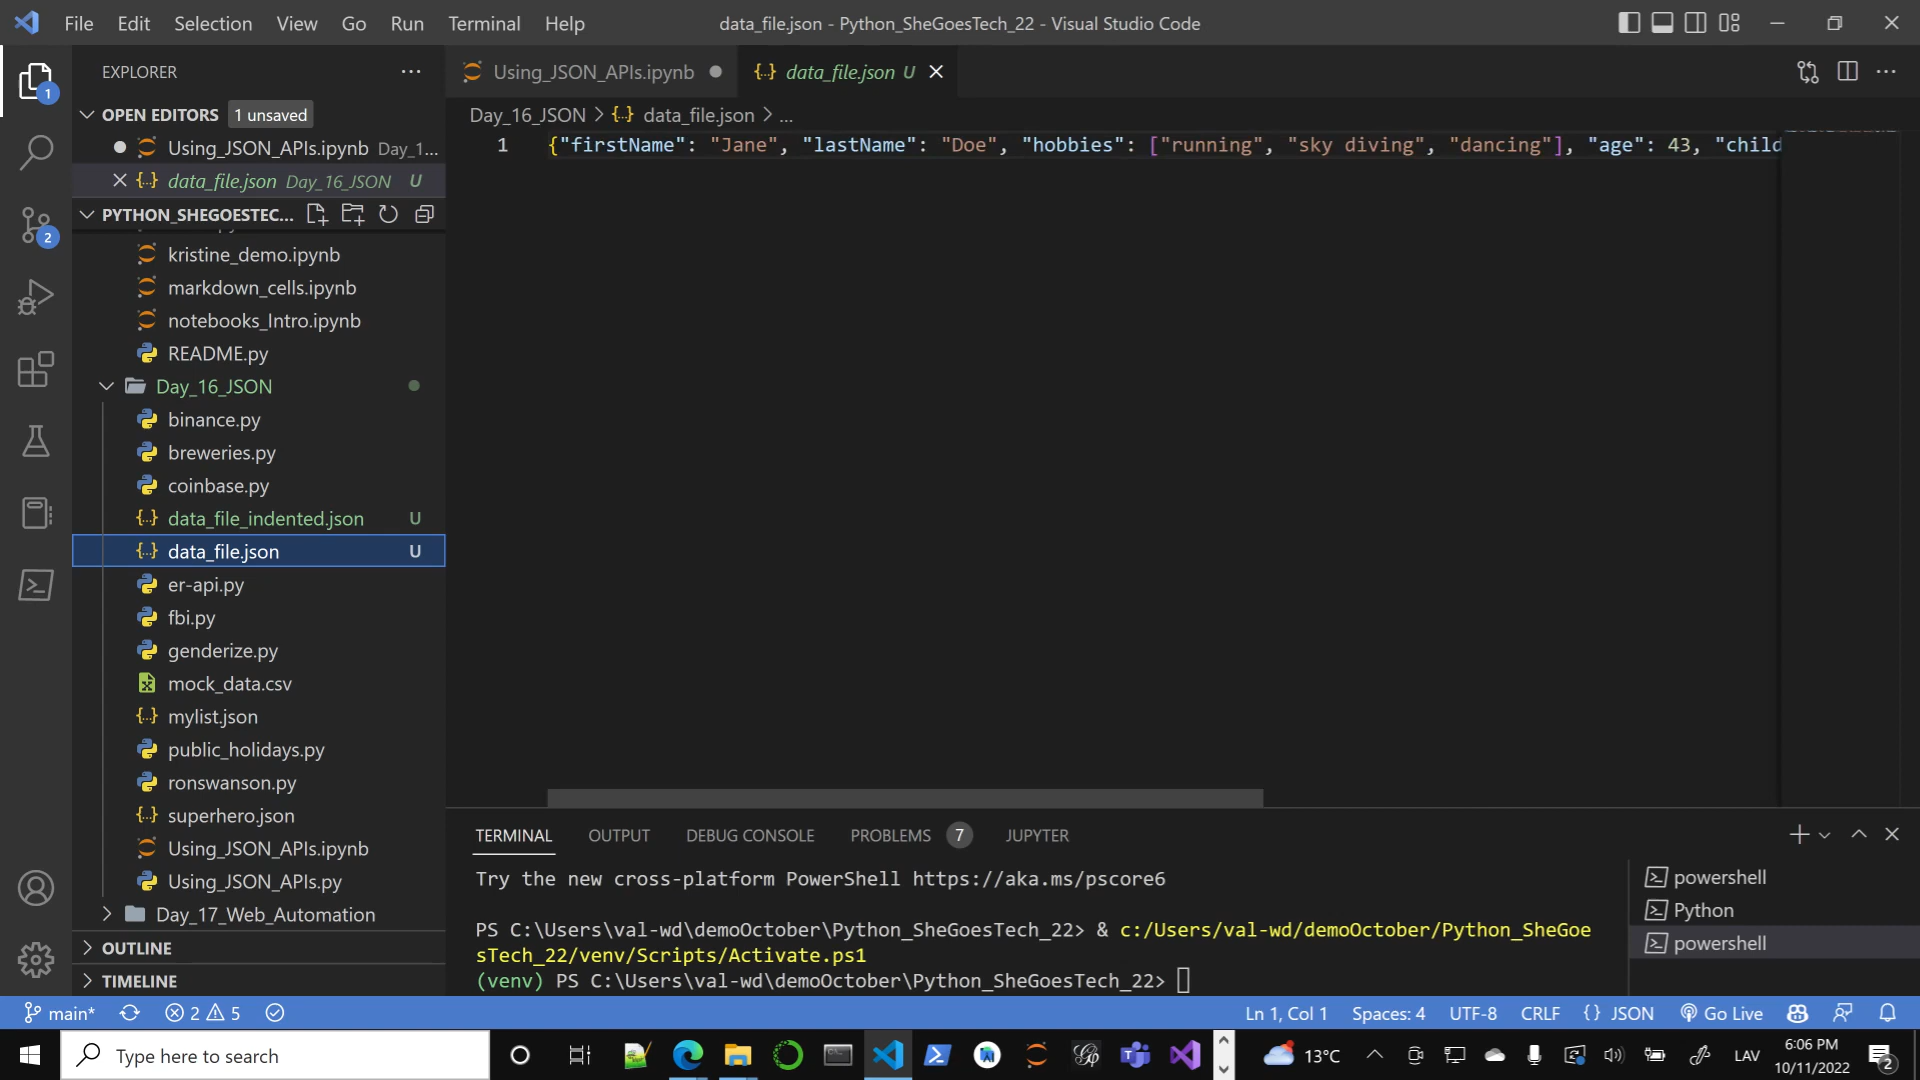 File Edit Selection View Go Run Terminal Help
data_file.json - Python_SheGoesTech_22 - Visual Studio Code
EXPLORER
OPEN EDITORS 1 unsaved
Using_JSON_APIs.ipynb Day_1...
data_file.json Day_16_JSON U
PYTHON_SHEGOESTEC...
kristine_demo.ipynb
markdown_cells.ipynb
notebooks_Intro.ipynb
README.py
Day_16_JSON
binance.py
breweries.py
coinbase.py
data_file_indented.json U
data_file.json U
er-api.py
fbi.py
genderize.py
mock_data.csv
mylist.json
public_holidays.py
ronswanson.py
superhero.json
Using_JSON_APIs.ipynb
Using_JSON_APIs.py
Day_17_Web_Automation
OUTLINE
TIMELINE
1
2
Using_JSON_APIs.ipynb
data_file.json U
Day_16_JSON > data_file.json > ...
1 {"firstName": "Jane", "lastName": "Doe", "hobbies": ["running", "sky diving", "dancing"], "age": 43, "child
TERMINAL OUTPUT DEBUG CONSOLE PROBLEMS 7 JUPYTER
Try the new cross-platform PowerShell https://aka.ms/pscore6
PS C:\Users\val-wd\demoOctober\Python_SheGoesTech_22> & c:/Users/val-wd/demoOctober/Python_SheGoe
sTech_22/venv/Scripts/Activate.ps1
(venv) PS C:\Users\val-wd\demoOctober\Python_SheGoesTech_22>
powershell
Python
powershell
main* 2 5
Ln 1, Col 1 Spaces: 4 UTF-8 CRLF {} JSON Go Live
Type here to search
13°C
LAV
6:06 PM
10/11/2022
2